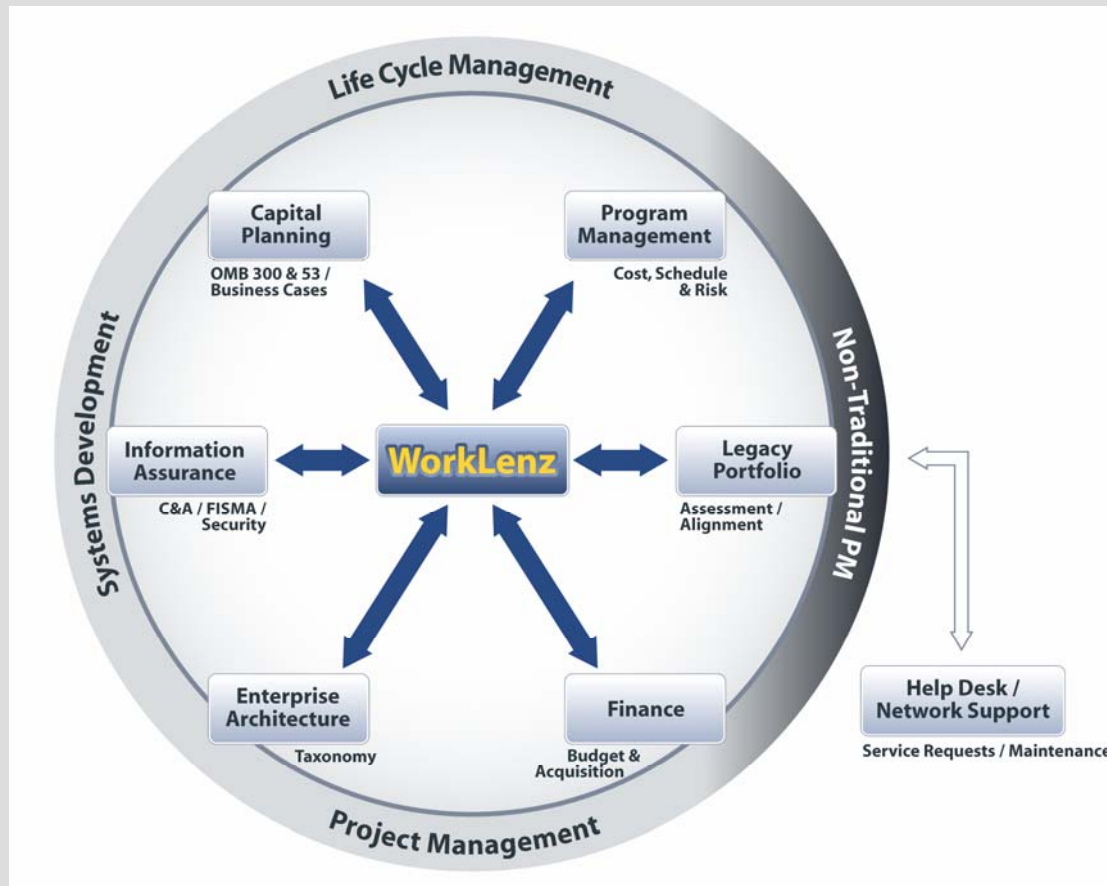 Life Cycle Management
Capital
Planning
OMB 300 & 53 /
Business Cases
Program
Management
Cost, Schedule
& Risk
Systems Development
Non-Traditional PM
Information
Assurance
C&A / FISMA /
Security
WorkLenz
Legacy
Portfolio
Assessment /
Alignment
Enterprise
Architecture
Taxonomy
Finance
Budget &
Acquisition
Help Desk /
Network Support
Service Requests / Maintenance
Project Management